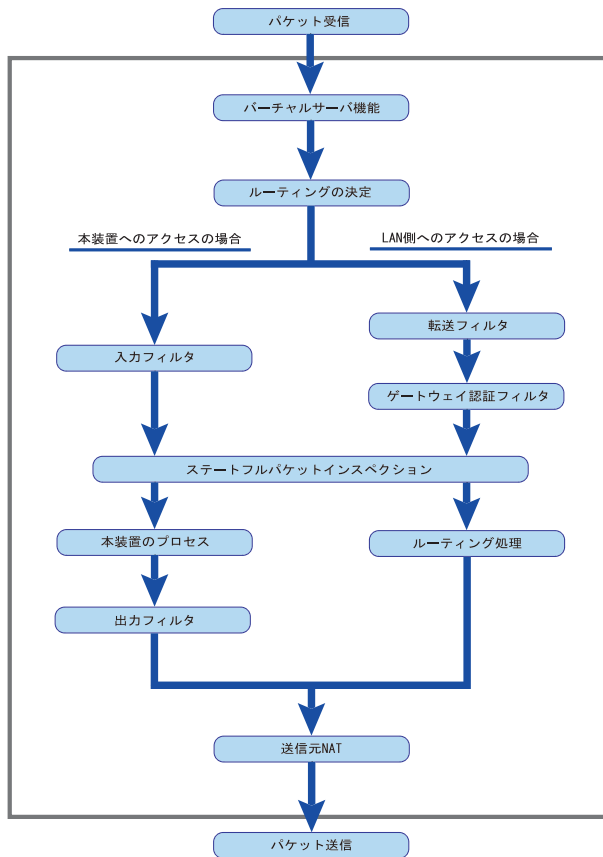 パケット受信
バーチャルサーバ機能
ルーティングの決定
本装置へのアクセスの場合
LAN側へのアクセスの場合
転送フィルタ
入力フィルタ
ゲートウェイ認証フィルタ
ステートフルパケットインスペクション
本装置のプロセス
ルーティング処理
出力フィルタ
送信元NAT
パケット送信